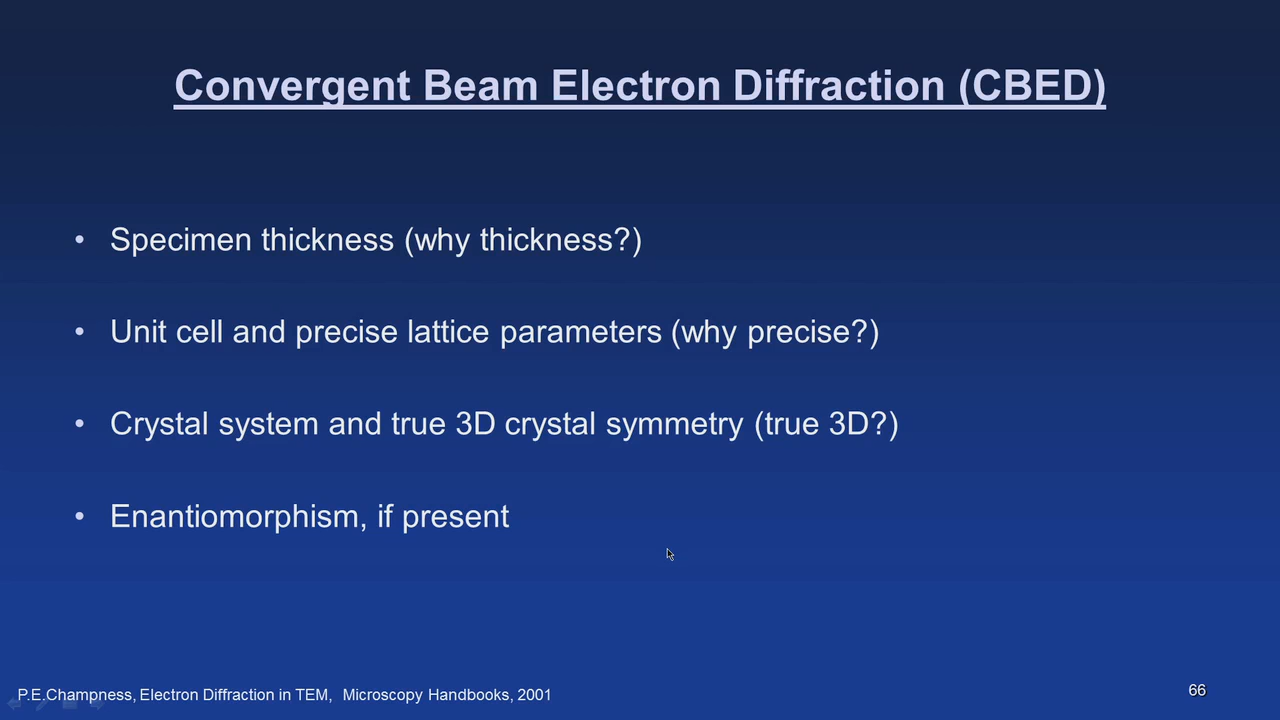 Convergent Beam Electron Diffraction (CBED)
• Specimen thickness (why thickness?)
• Unit cell and precise lattice parameters (why precise?)
• Crystal system and true 3D crystal symmetry (true 3D?)
• Enantiomorphism, if present
P.E.Champness, Electron Diffraction in TEM, Microscopy Handbooks, 2001
66